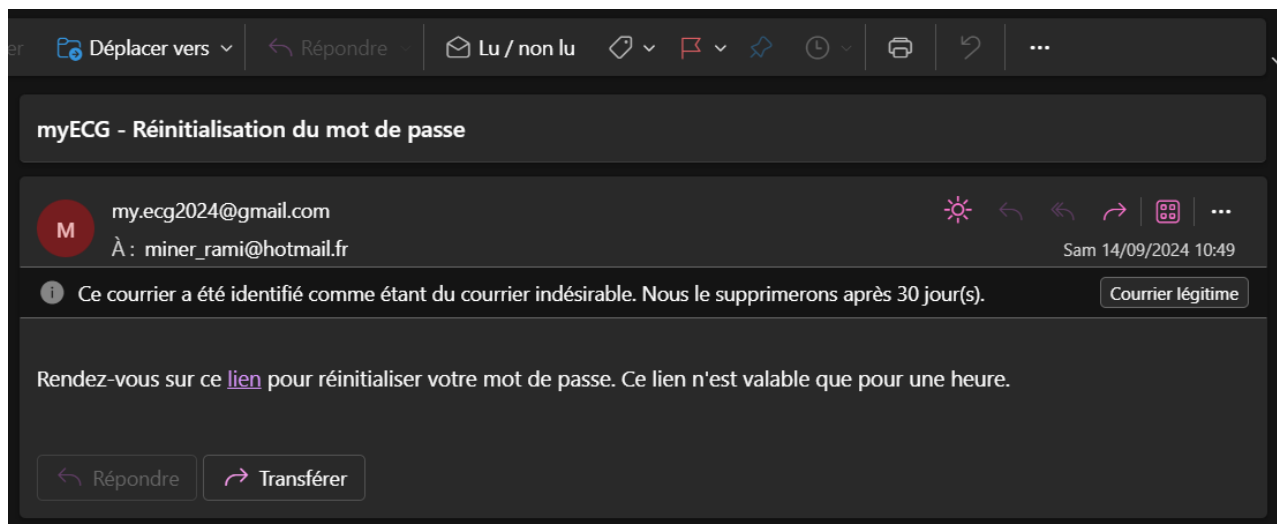 er Déplacer vers Répondre Lu / non lu ...
myECG - Réinitialisation du mot de passe
M
my.ecg2024@gmail.com
À : miner_rami@hotmail.fr
Sam 14/09/2024 10:49
Ce courrier a été identifié comme étant du courrier indésirable. Nous le supprimerons après 30 jour(s). Courrier légitime
Rendez-vous sur ce lien pour réinitialiser votre mot de passe. Ce lien n'est valable que pour une heure.
Répondre Transférer